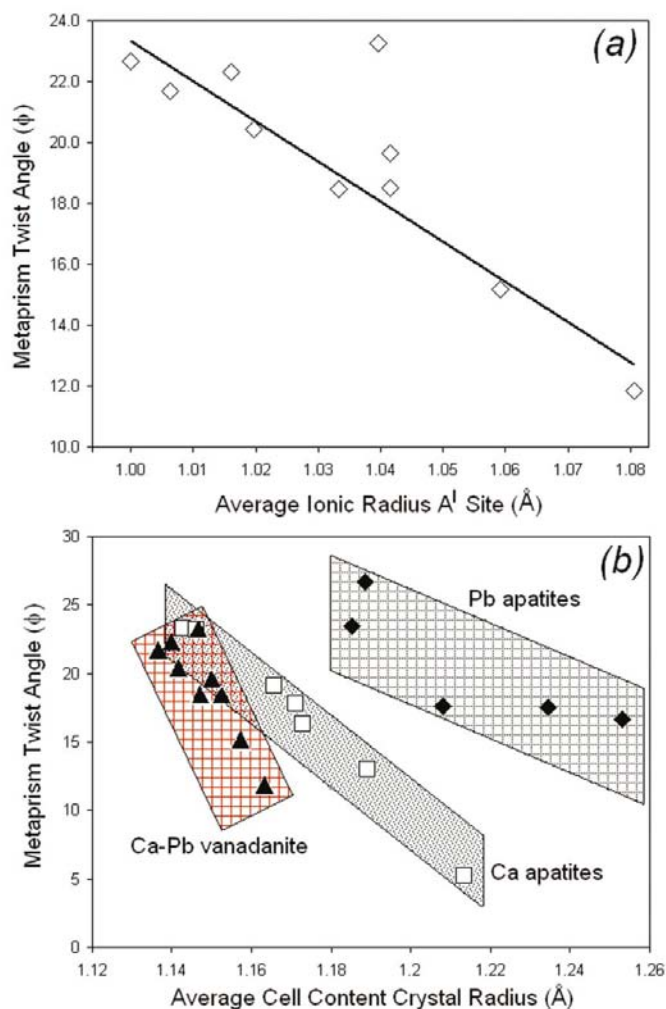 (a)
24.0
22.0
20.0
18.0
16.0
14.0
12.0
10.0
Metaprism Twist Angle (ϕ)
1.00 1.01 1.02 1.03 1.04 1.05 1.06 1.07 1.08
Average Ionic Radius Aᴵ Site (Å)
(b)
30
25
20
15
10
5
0
Metaprism Twist Angle (ϕ)
Pb apatites
Ca-Pb vanadanite
Ca apatites
1.12 1.14 1.16 1.18 1.2 1.22 1.24 1.26
Average Cell Content Crystal Radius (Å)